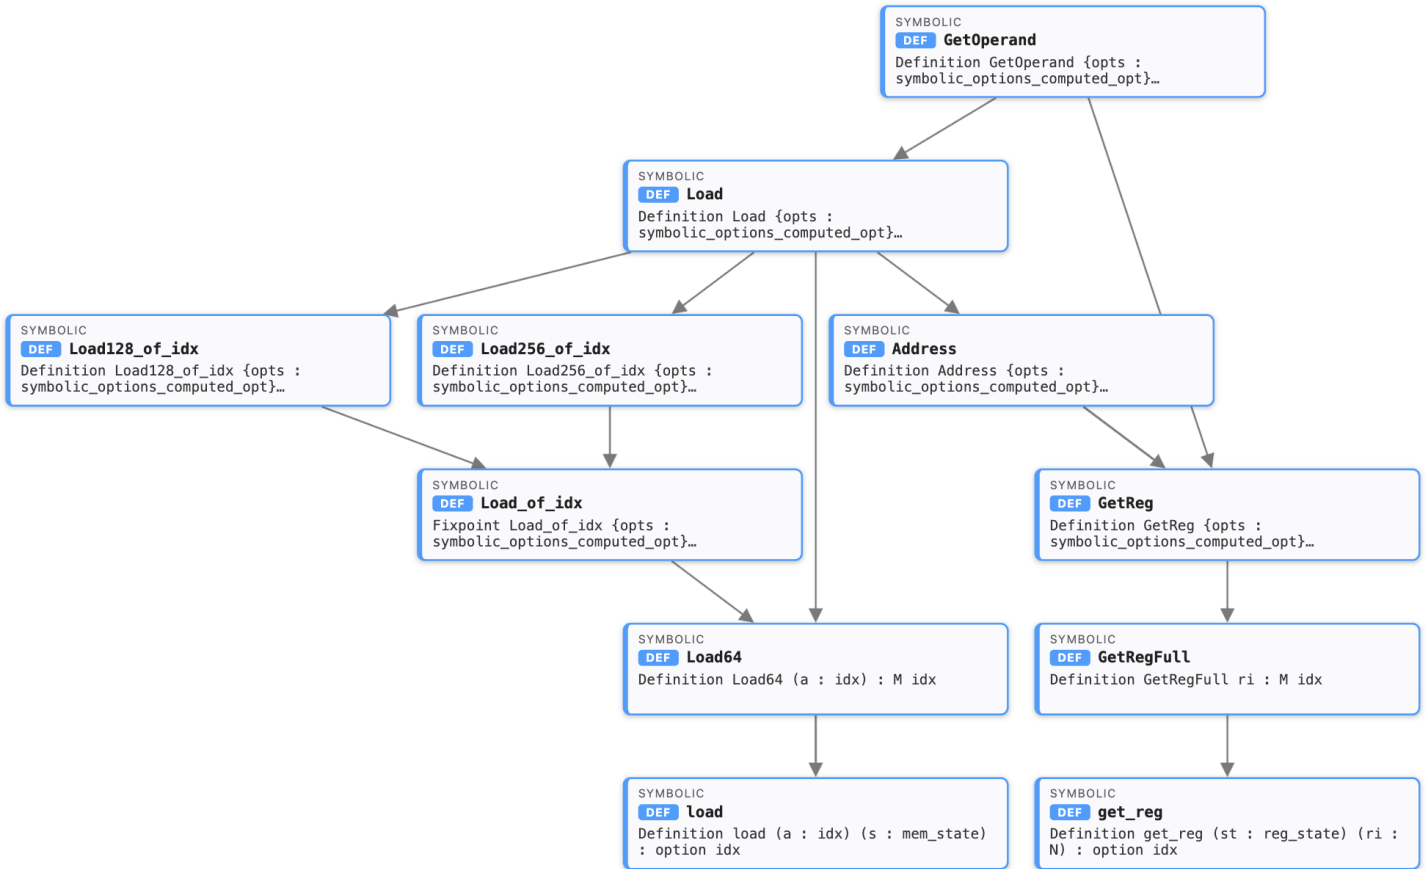 SYMBOLIC
DEF GetOperand
Definition GetOperand {opts :
symbolic_options_computed_opt}…
SYMBOLIC
DEF Load
Definition Load {opts :
symbolic_options_computed_opt}…
SYMBOLIC
DEF Load128_of_idx
Definition Load128_of_idx {opts :
symbolic_options_computed_opt}…
SYMBOLIC
DEF Load256_of_idx
Definition Load256_of_idx {opts :
symbolic_options_computed_opt}…
SYMBOLIC
DEF Address
Definition Address {opts :
symbolic_options_computed_opt}…
SYMBOLIC
DEF Load_of_idx
Fixpoint Load_of_idx {opts :
symbolic_options_computed_opt}…
SYMBOLIC
DEF GetReg
Definition GetReg {opts :
symbolic_options_computed_opt}…
SYMBOLIC
DEF Load64
Definition Load64 (a : idx) : M idx
SYMBOLIC
DEF GetRegFull
Definition GetRegFull ri : M idx
SYMBOLIC
DEF load
Definition load (a : idx) (s : mem_state)
: option idx
SYMBOLIC
DEF get_reg
Definition get_reg (st : reg_state) (ri :
N) : option idx